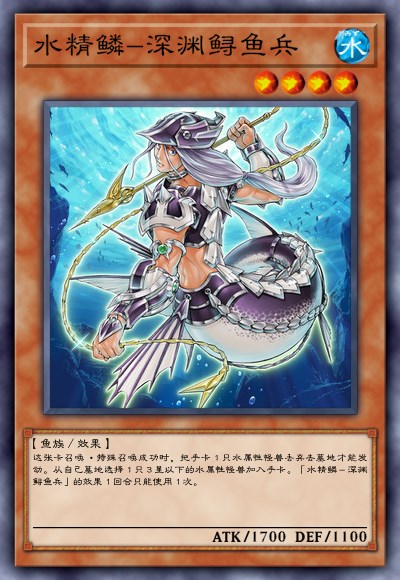 水精鳞－深渊鲟鱼兵
水
【鱼族／效果】
这张卡召唤·特殊召唤成功时，把手卡1只水属性怪兽丢弃去墓地才能发
动。从自己墓地选择1只3星以下的水属性怪兽加入手卡。「水精鳞－深渊
鲟鱼兵」的效果1回合只能使用1次。
ATK/1700 DEF/1100